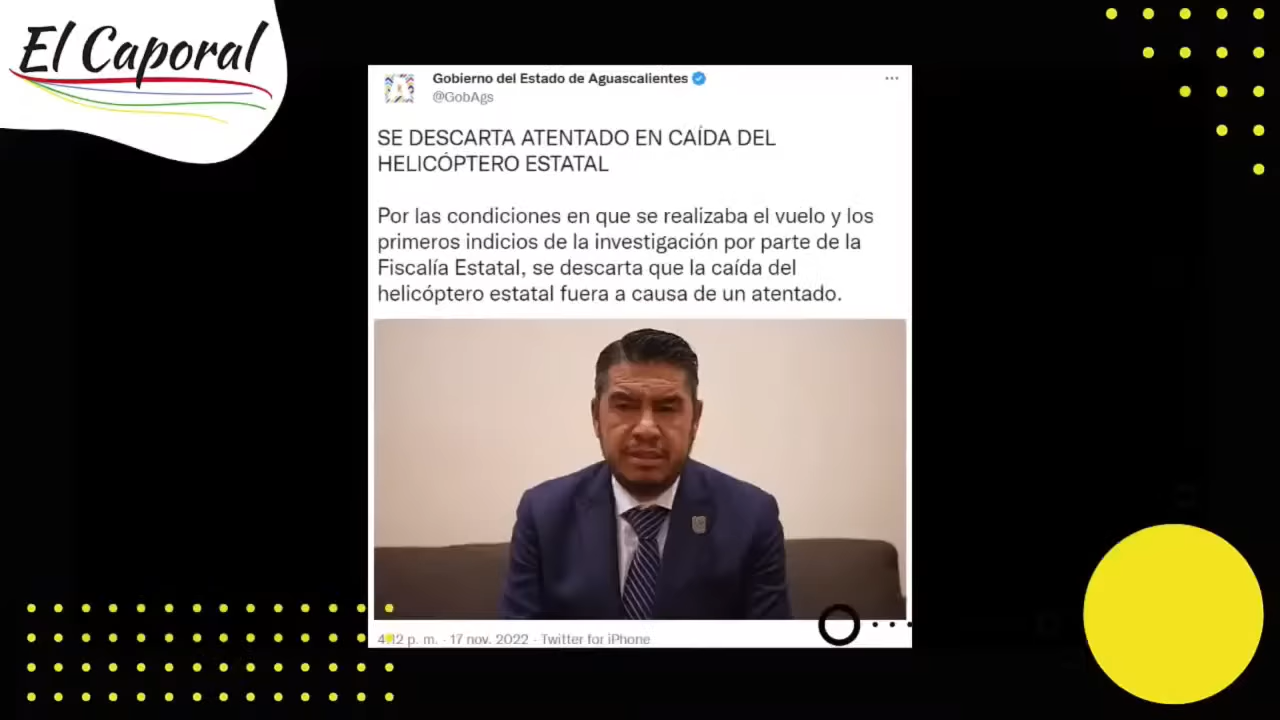 El Caporal
Gobierno del Estado de Aguascalientes
@GobAgs
SE DESCARTA ATENTADO EN CAÍDA DEL
HELICÓPTERO ESTATAL
Por las condiciones en que se realizaba el vuelo y los
primeros indicios de la investigación por parte de la
Fiscalía Estatal, se descarta que la caída del
helicóptero estatal fuera a causa de un atentado.
p. m. · 17 nov. 2022 · Twitter for iPhone